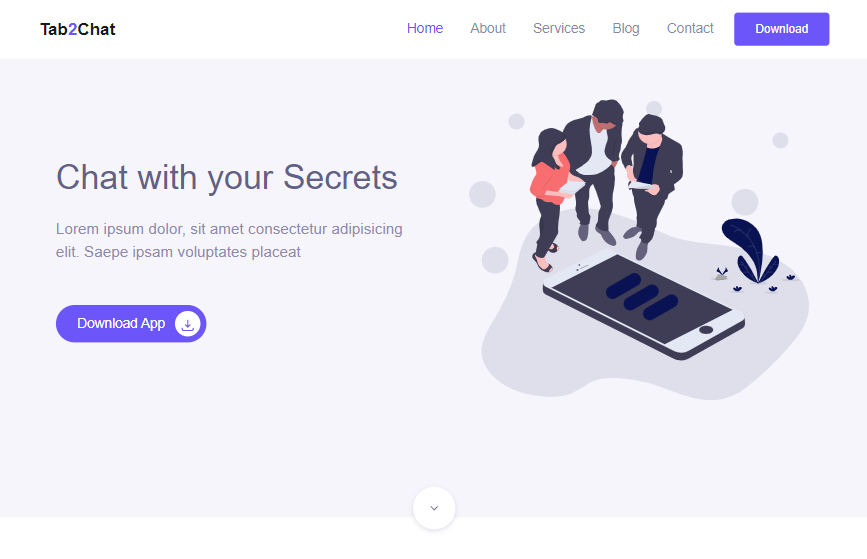 Tab2Chat
Home About Services Blog Contact Download
Chat with your Secrets
Lorem ipsum dolor, sit amet consectetur adipisicing
elit. Saepe ipsam voluptates placeat
Download App